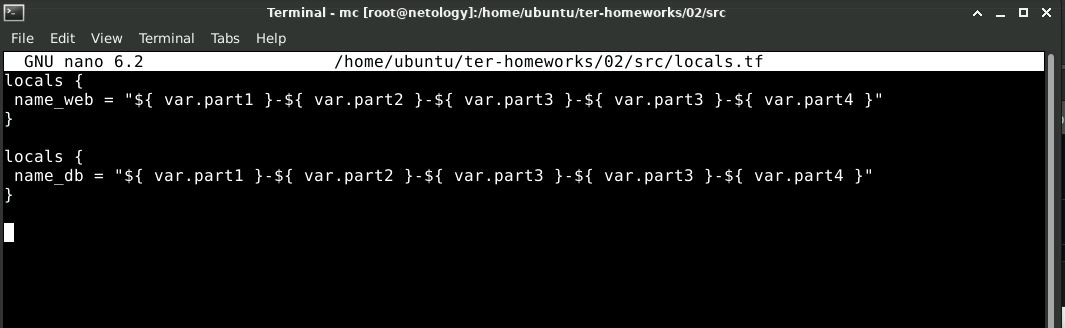 Terminal - mc [root@netology]:/home/ubuntu/ter-homeworks/02/src
File Edit View Terminal Tabs Help
GNU nano 6.2 /home/ubuntu/ter-homeworks/02/src/locals.tf
locals {
 name_web = "${ var.part1 }-${ var.part2 }-${ var.part3 }-${ var.part3 }-${ var.part4 }"
}
locals {
 name_db = "${ var.part1 }-${ var.part2 }-${ var.part3 }-${ var.part3 }-${ var.part4 }"
}